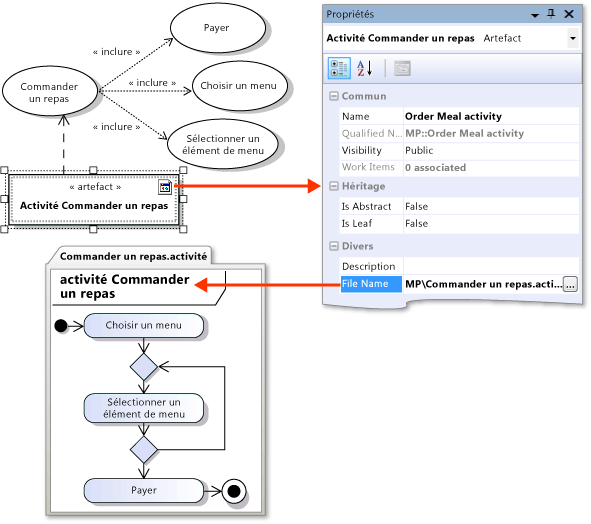 Payer
« inclure »
Commander
un repas
« inclure »
Choisir un menu
« inclure »
Sélectionner un
élément de menu
« artefact »
Activité Commander un repas
Propriétés
Activité Commander un repas Artefact
A
Z
Commun
Name Order Meal activity
Qualified N... MP::Order Meal activity
Visibility Public
Work Items 0 associated
Héritage
Is Abstract False
Is Leaf False
Divers
Description
File Name MP\Commander un repas.acti... ...
Commander un repas.activité
activité Commander
un repas
Choisir un menu
Sélectionner un
élément de menu
Payer